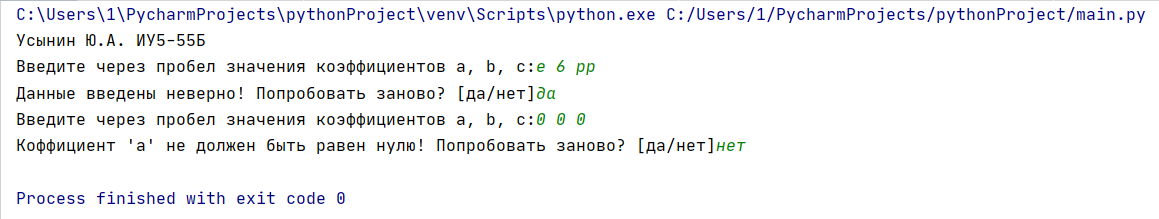 C:\Users\1\PycharmProjects\pythonProject\venv\Scripts\python.exe C:/Users/1/PycharmProjects/pythonProject/main.py
Усынин Ю.А. ИУ5-55Б
Введите через пробел значения коэффициентов a, b, c:e 6 pp
Данные введены неверно! Попробовать заново? [да/нет]да
Введите через пробел значения коэффициентов a, b, c:0 0 0
Коффициент 'a' не должен быть равен нулю! Попробовать заново? [да/нет]нет
Process finished with exit code 0